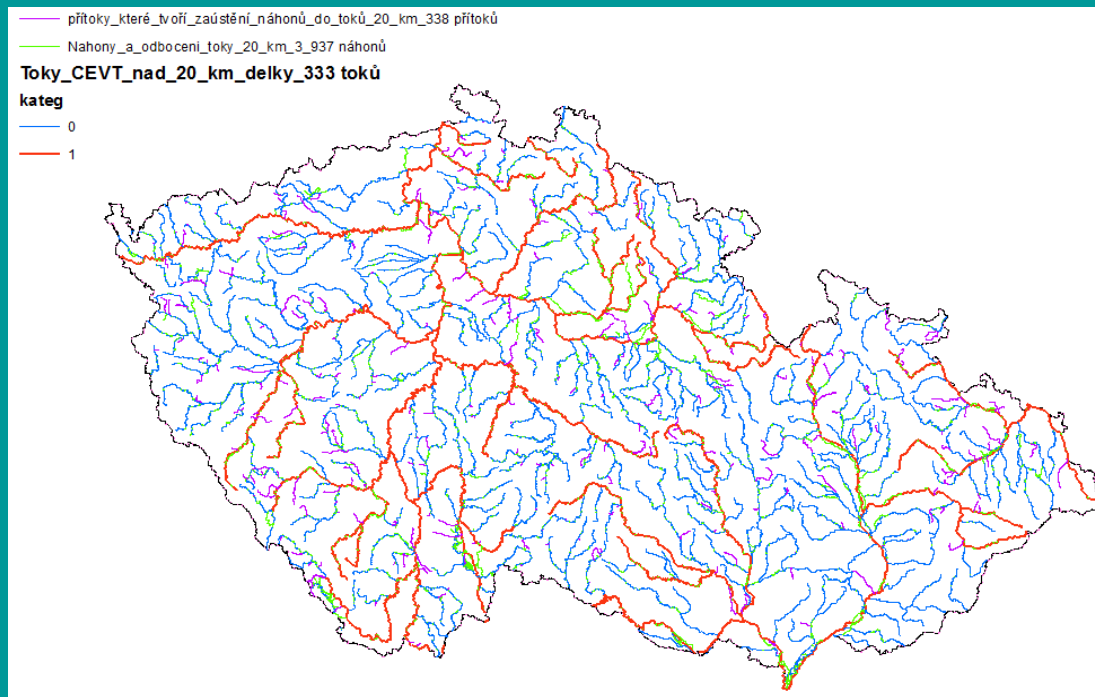 přítoky_které_tvoří_zaústění_náhonů_do_toků_20_km_338 přítoků
Nahony_a_odboceni_toky_20_km_3_937 náhonů
Toky_CEVT_nad_20_km_delky_333 toků
kateg
0
1